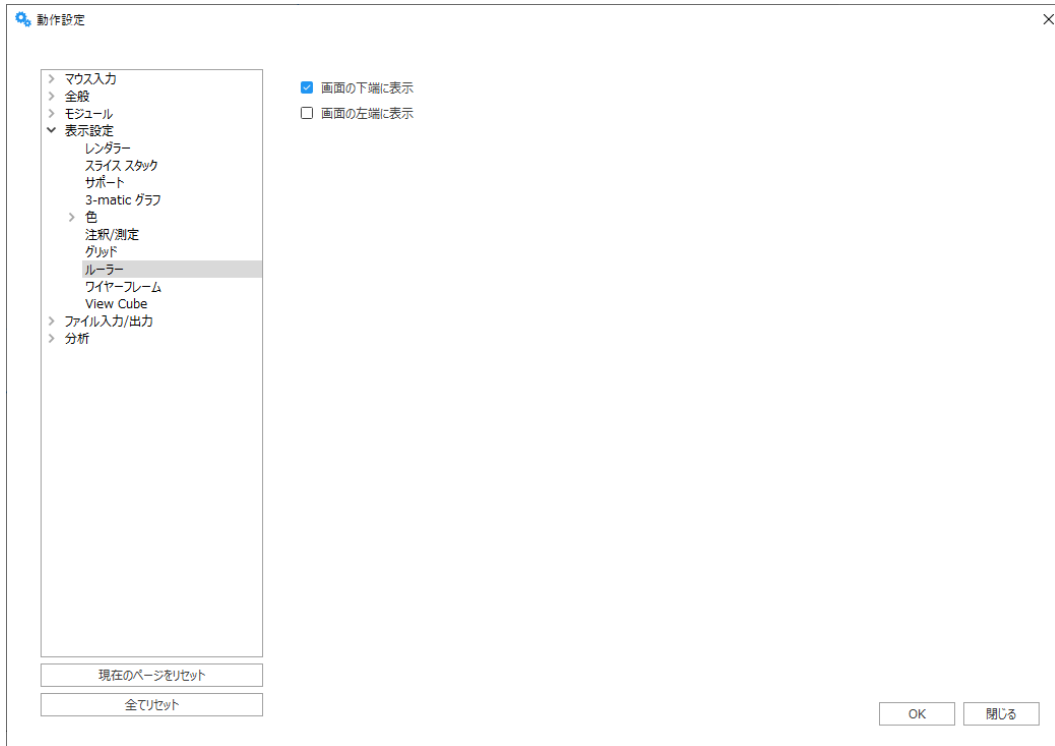 動作設定
マウス入力
全般
モジュール
表示設定
レンダラー
スライス スタック
サポート
3-matic グラフ
色
注釈/測定
グリッド
ルーラー
ワイヤーフレーム
View Cube
ファイル入力/出力
分析
画面の下端に表示
画面の左端に表示
現在のページをリセット
全てリセット
OK
閉じる